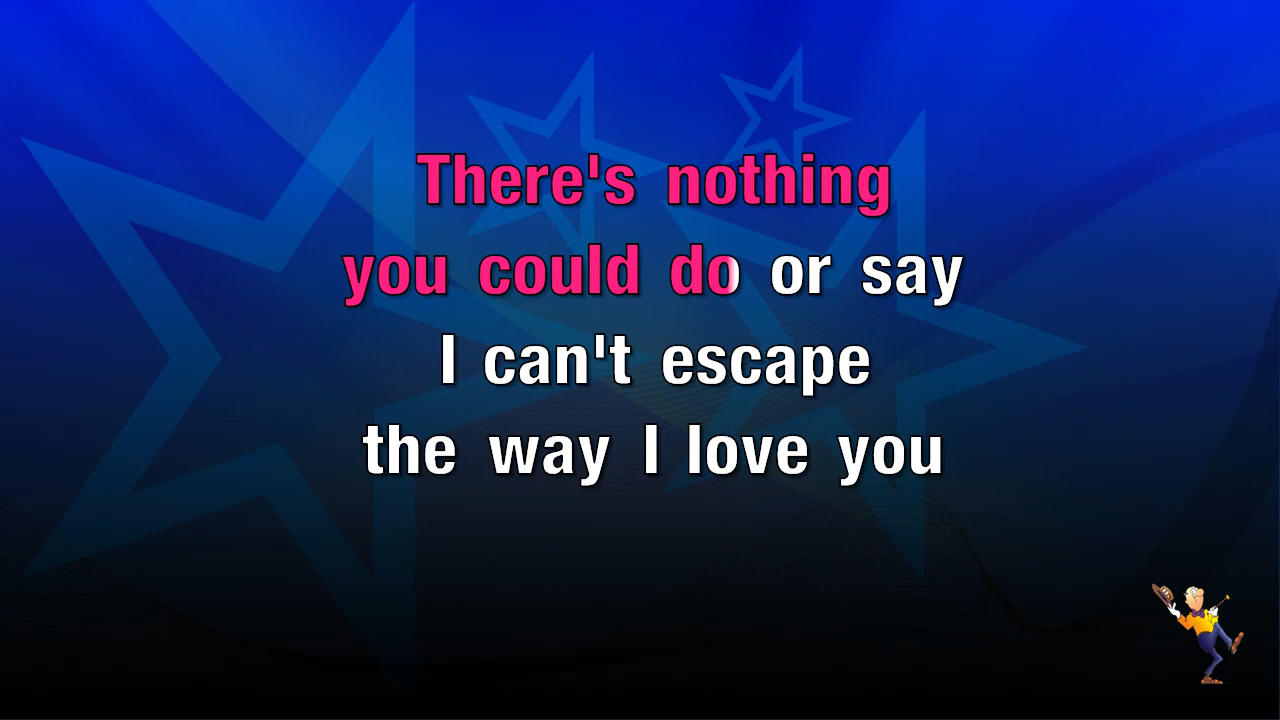 There's nothing
you could do or say
I can't escape
the way I love you